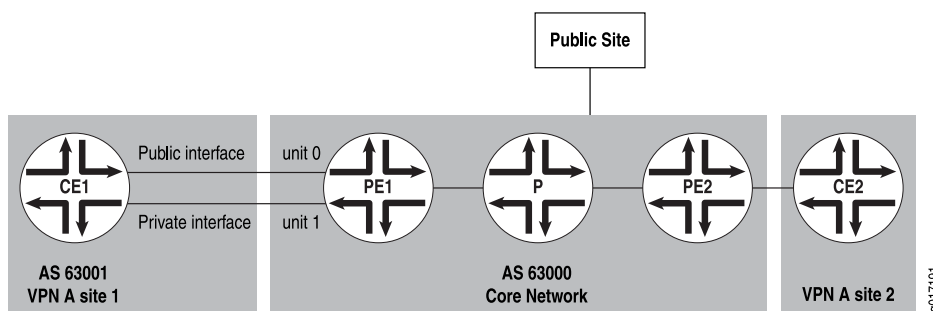 Public Site
Public interface
unit 0
CE1
PE1
P
PE2
CE2
Private interface
unit 1
AS 63001
VPN A site 1
AS 63000
Core Network
VPN A site 2
g017101